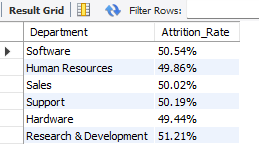 Result Grid Filter Rows:
Department Attrition_Rate
Software 50.54%
Human Resources 49.86%
Sales 50.02%
Support 50.19%
Hardware 49.44%
Research & Development 51.21%